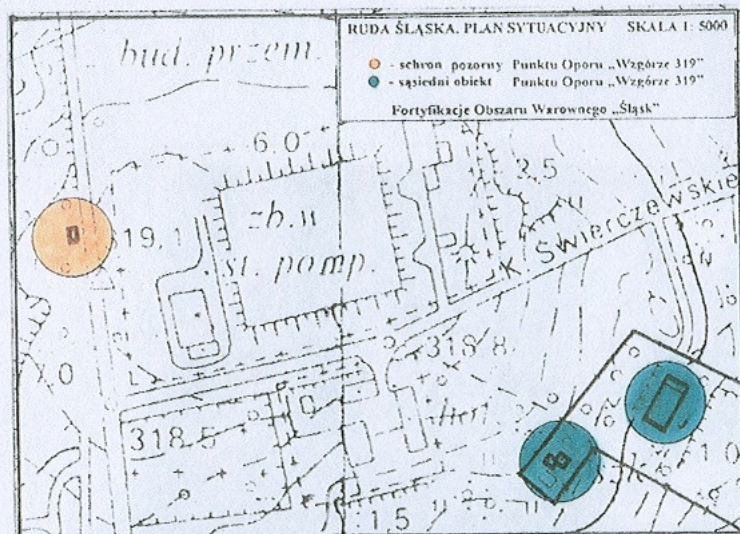 RUDA ŚLĄSKA. PLAN SYTUACYJNY SKALA 1: 5000
- schron pozorny Punktu Oporu „Wzgórze 319”
- sąsiedni obiekt Punktu Oporu „Wzgórze 319”
Fortyfikacje Obszaru Warownego „Śląsk”
bud. przem.
6.0
2,5
19,1
zb. w
st. pomp.
K. Świerczewskie
318.8
318.5
1.0
1,5